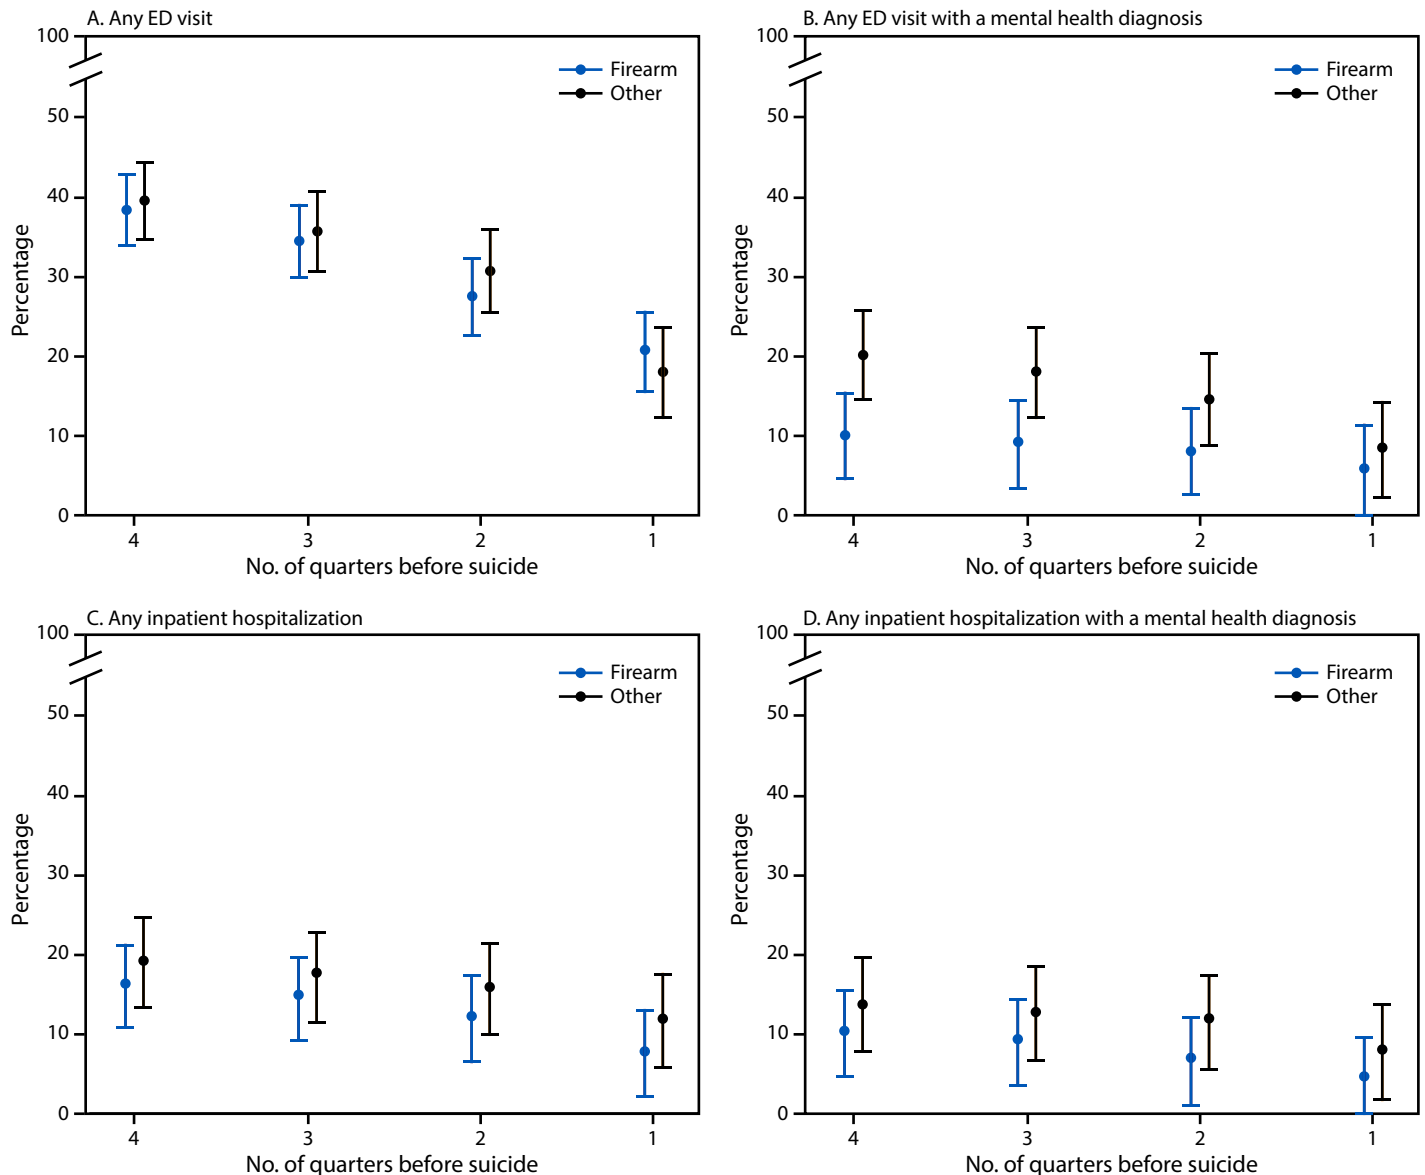 A. Any ED visit
100
50
40
30
20
10
0
Percentage
Firearm
Other
4 3 2 1
No. of quarters before suicide
B. Any ED visit with a mental health diagnosis
100
50
40
30
20
10
0
Percentage
Firearm
Other
4 3 2 1
No. of quarters before suicide
C. Any inpatient hospitalization
100
50
40
30
20
10
0
Percentage
Firearm
Other
4 3 2 1
No. of quarters before suicide
D. Any inpatient hospitalization with a mental health diagnosis
100
50
40
30
20
10
0
Percentage
Firearm
Other
4 3 2 1
No. of quarters before suicide